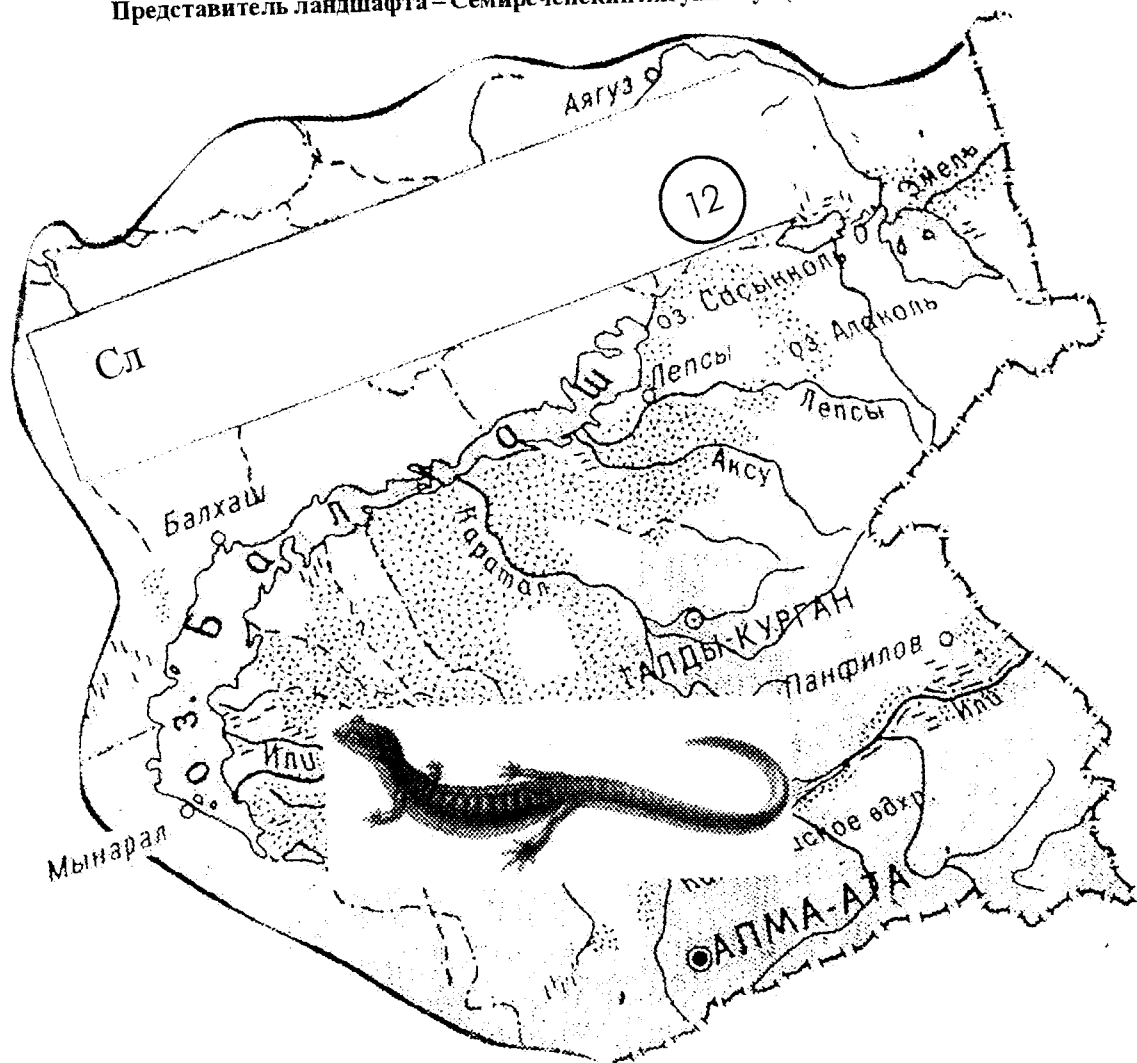 Представитель ландшафта – Семиреченский
Аягуз
12
Эмель
оз. Сасыкколь
оз. Алаколь
Сл
Лепсы
Лепсы
Аксу
Балхаш
оз. Балхаш
Каратал
ТАЛДЫ-КУРГАН
Панфилов
Или
Или
вдхр.
Мынарал
АЛМА-АТА